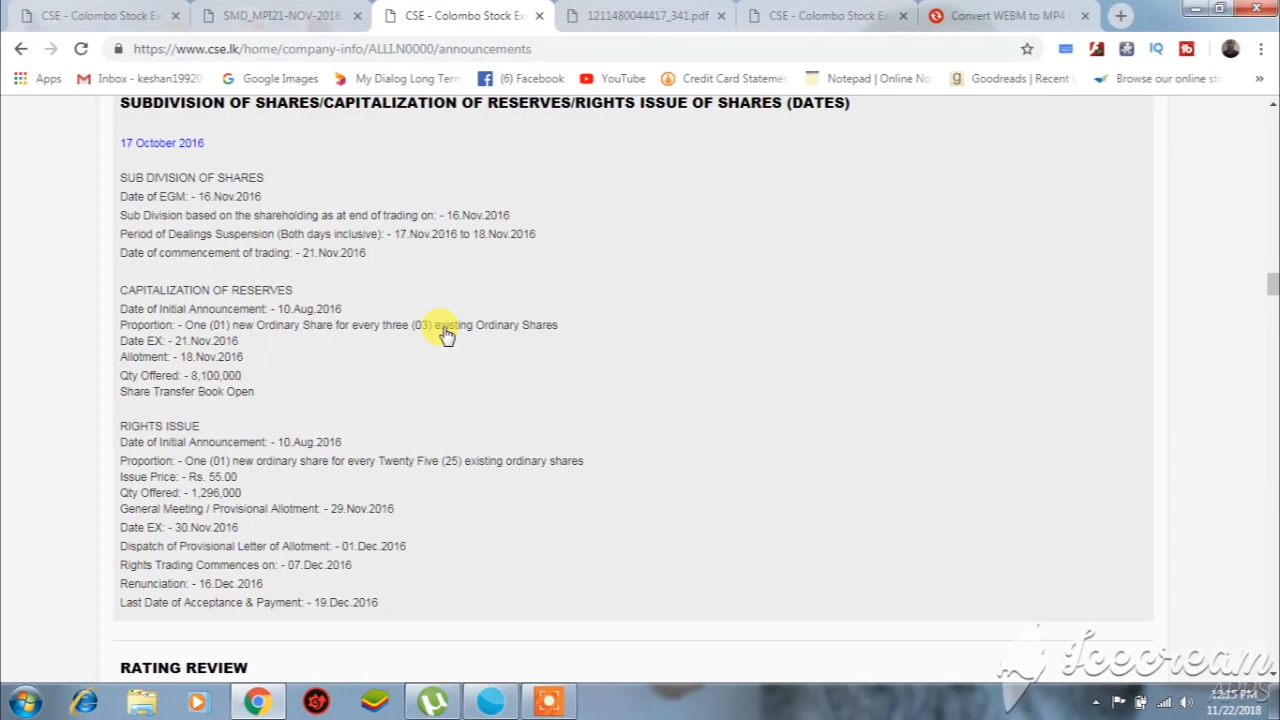 CSE - Colombo Stock Ex
SMD_MPI21-NOV-2018.
CSE - Colombo Stock Ex
1211480044417_341.pdf
CSE - Colombo Stock Ex
Convert WEBM to MP4 (
https://www.cse.lk/home/company-info/ALLI.N0000/announcements
Apps
Inbox - keshan19920
Google Images
My Dialog Long Term
(6) Facebook
YouTube
Credit Card Statemen
Notepad | Online No
Goodreads | Recent U
Browse our online sto
»
SUBDIVISION OF SHARES/CAPITALIZATION OF RESERVES/RIGHTS ISSUE OF SHARES (DATES)
17 October 2016
SUB DIVISION OF SHARES
Date of EGM: - 16.Nov.2016
Sub Division based on the shareholding as at end of trading on: - 16.Nov.2016
Period of Dealings Suspension (Both days inclusive): - 17.Nov.2016 to 18.Nov.2016
Date of commencement of trading: - 21.Nov.2016
CAPITALIZATION OF RESERVES
Date of Initial Announcement: - 10.Aug.2016
Proportion: - One (01) new Ordinary Share for every three (03) existing Ordinary Shares
Date EX: - 21.Nov.2016
Allotment: - 18.Nov.2016
Qty Offered: - 8,100,000
Share Transfer Book Open
RIGHTS ISSUE
Date of Initial Announcement: - 10.Aug.2016
Proportion: - One (01) new ordinary share for every Twenty Five (25) existing ordinary shares
Issue Price: - Rs. 55.00
Qty Offered: - 1,296,000
General Meeting / Provisional Allotment: - 29.Nov.2016
Date EX: - 30.Nov.2016
Dispatch of Provisional Letter of Allotment: - 01.Dec.2016
Rights Trading Commences on: - 07.Dec.2016
Renunciation: - 16.Dec.2016
Last Date of Acceptance & Payment: - 19.Dec.2016
RATING REVIEW
Icecream
Apps
12:15 PM
11/22/2018